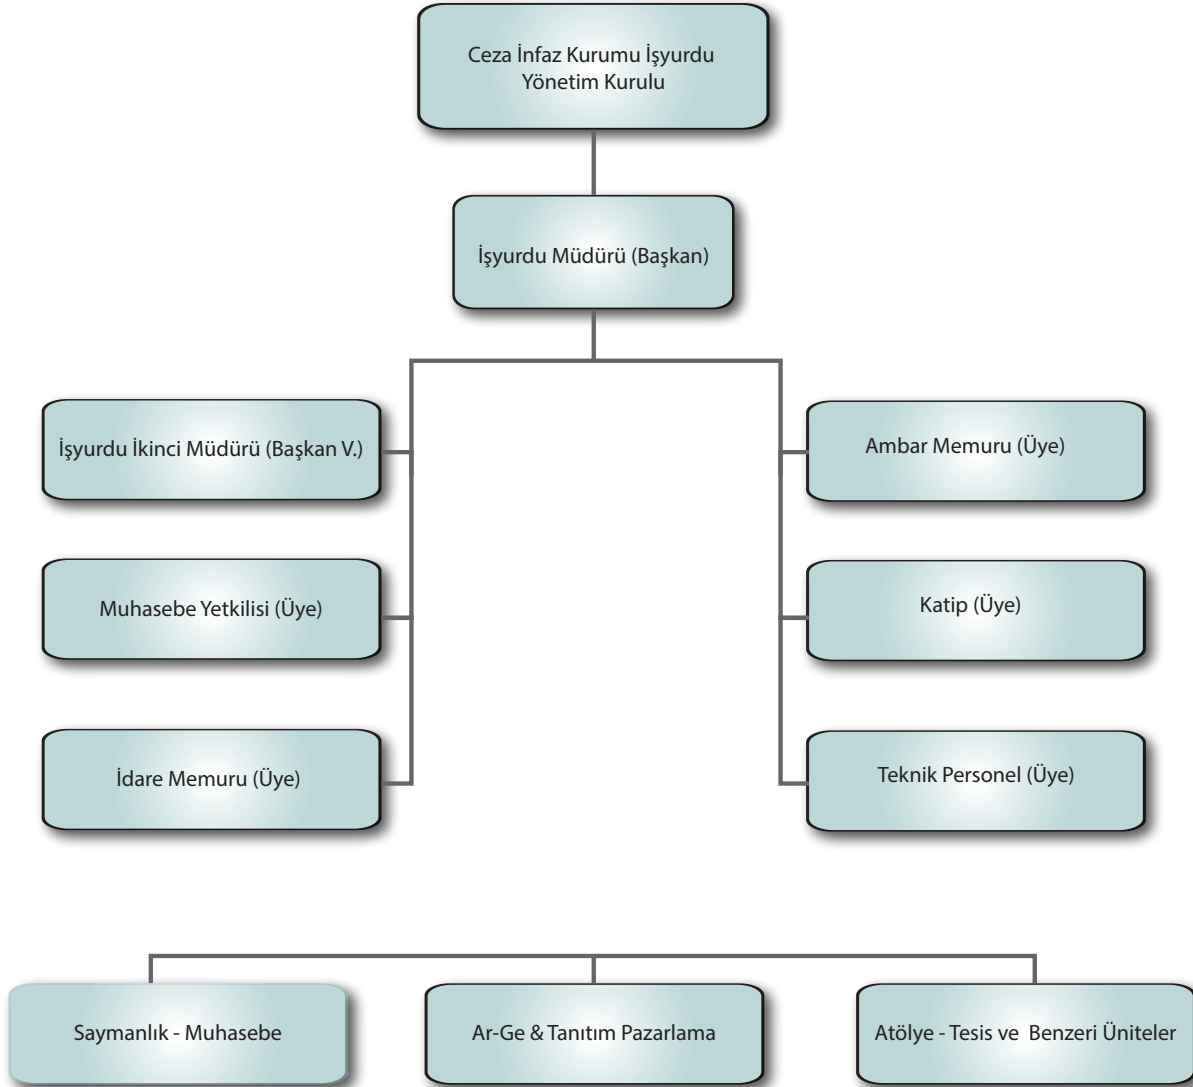 Ceza İnfaz Kurumu İşyurdu
Yönetim Kurulu
İşyurdu Müdürü (Başkan)
İşyurdu İkinci Müdürü (Başkan V.)
Ambar Memuru (Üye)
Muhasebe Yetkilisi (Üye)
Katip (Üye)
İdare Memuru (Üye)
Teknik Personel (Üye)
Saymanlık - Muhasebe
Ar-Ge & Tanıtım Pazarlama
Atölye - Tesis ve Benzeri Üniteler